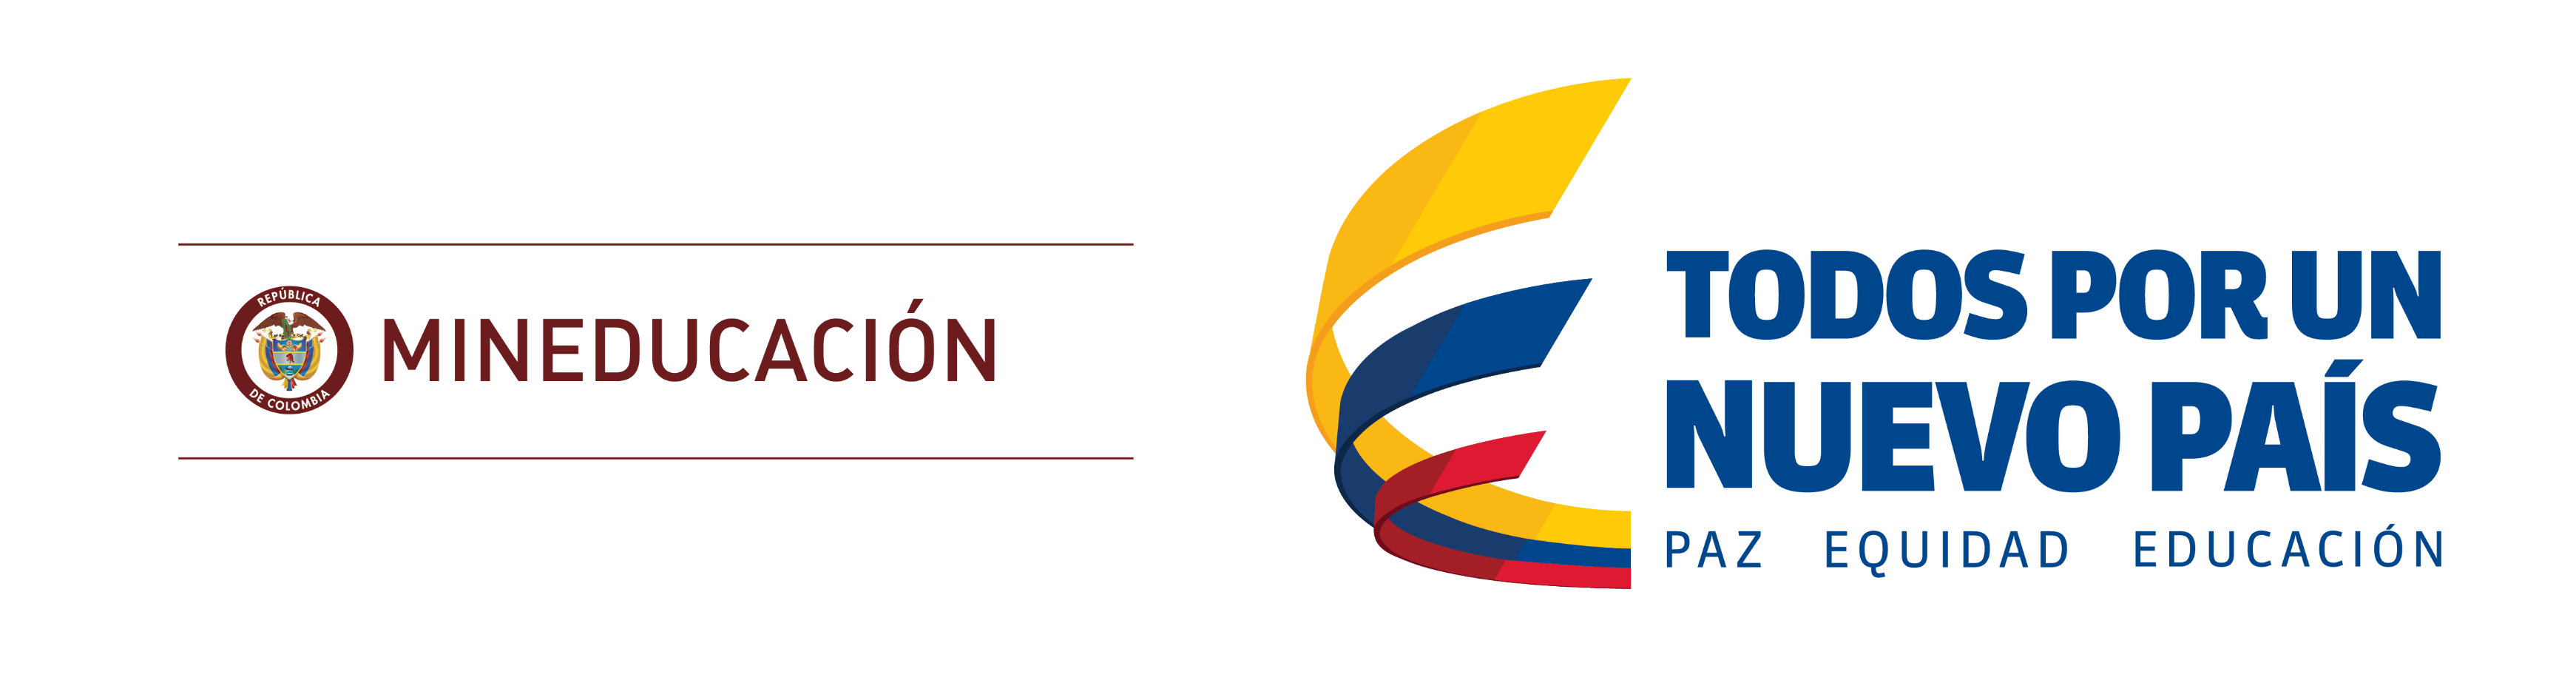 REPÚBLICA
DE COLOMBIA
MINEDUCACIÓN
TODOS POR UN
NUEVO PAÍS
PAZ EQUIDAD EDUCACIÓN